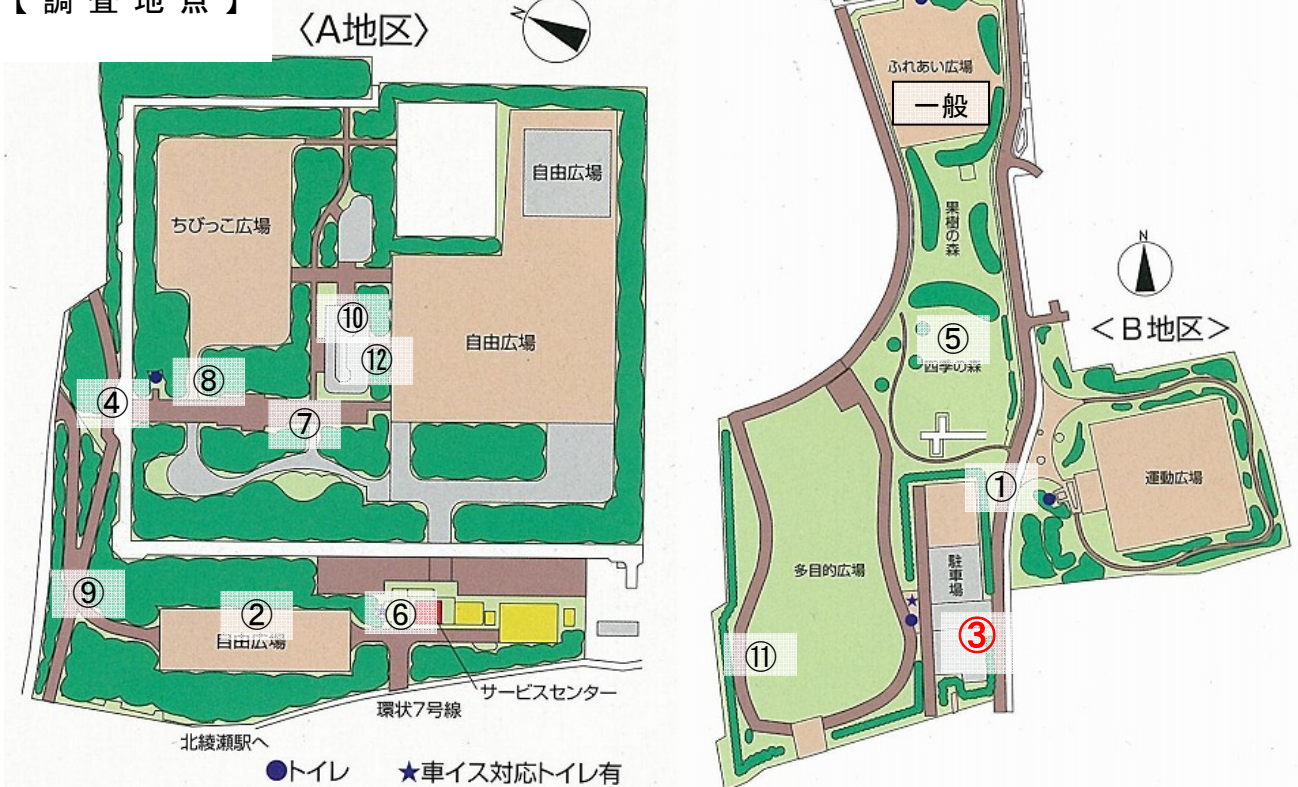 【調査地点】
〈A地区〉
N
ちびっこ広場
自由広場
自由広場
⑩
⑫
⑧
④
⑦
⑨
②
自由広場
⑥
サービスセンター
環状7号線
北綾瀬駅へ
●トイレ ★車イス対応トイレ有
ふれあい広場
一般
果樹の森
N
<B地区>
⑤
四季の森
①
運動広場
多目的広場
駐車場
③
⑪